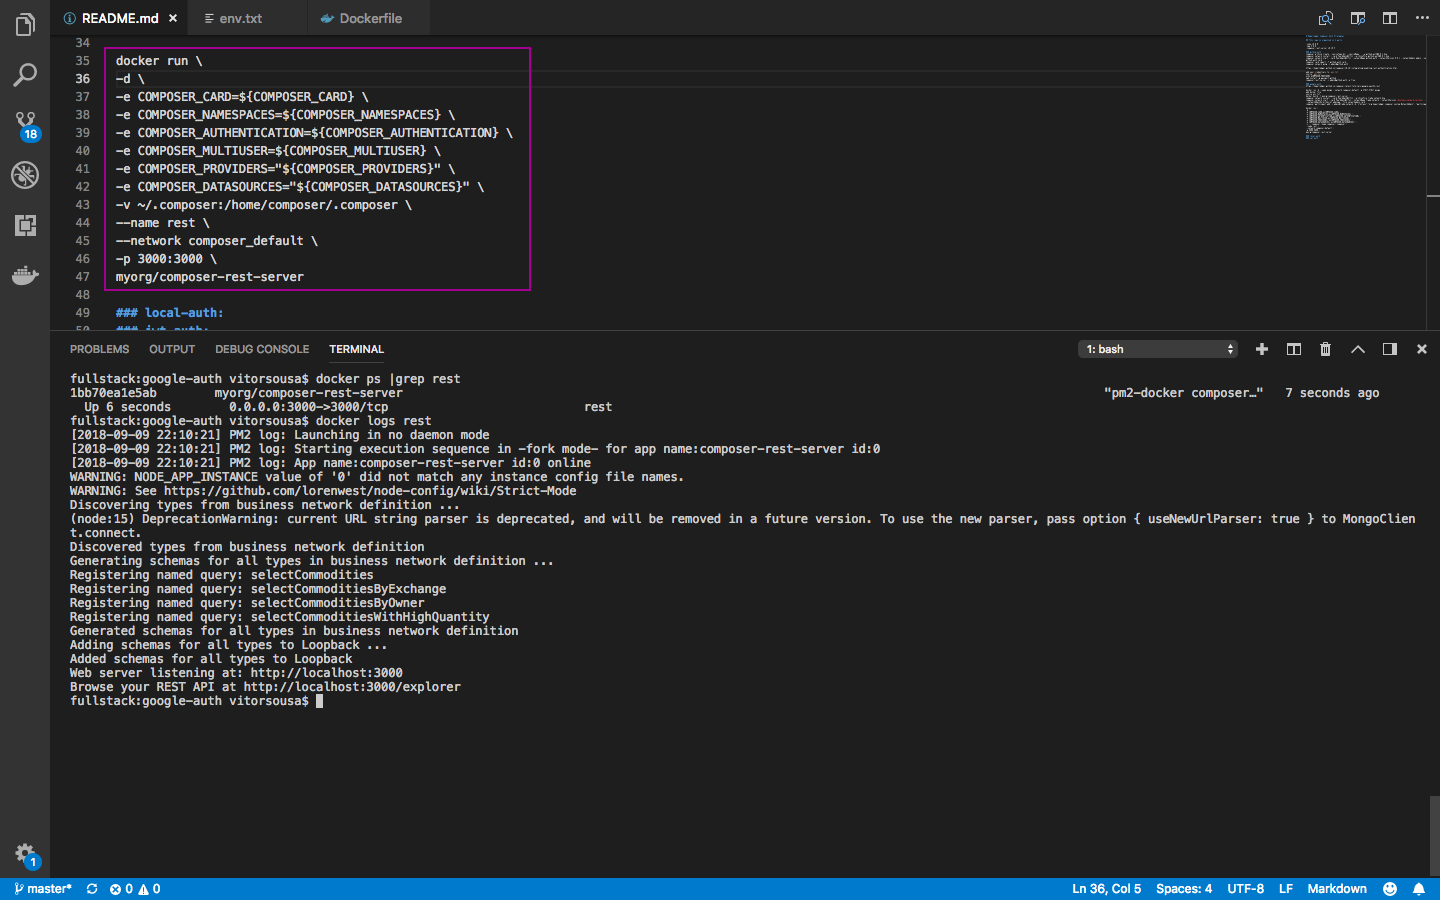 README.md ×
env.txt
Dockerfile
34
35 docker run \
36 -d \
37 -e COMPOSER_CARD=${COMPOSER_CARD} \
38 -e COMPOSER_NAMESPACES=${COMPOSER_NAMESPACES} \
39 -e COMPOSER_AUTHENTICATION=${COMPOSER_AUTHENTICATION} \
40 -e COMPOSER_MULTIUSER=${COMPOSER_MULTIUSER} \
41 -e COMPOSER_PROVIDERS="${COMPOSER_PROVIDERS}" \
42 -e COMPOSER_DATASOURCES="${COMPOSER_DATASOURCES}" \
43 -v ~/.composer:/home/composer/.composer \
44 --name rest \
45 --network composer_default \
46 -p 3000:3000 \
47 myorg/composer-rest-server
48
49 ### local-auth:
50 ### jwt-auth:
18
1
PROBLEMS OUTPUT DEBUG CONSOLE TERMINAL 1: bash
fullstack:google-auth vitorsousa$ docker ps |grep rest
1bb70ea1e5ab myorg/composer-rest-server "pm2-docker composer…" 7 seconds ago
Up 6 seconds 0.0.0.0:3000->3000/tcp rest
fullstack:google-auth vitorsousa$ docker logs rest
[2018-09-09 22:10:21] PM2 log: Launching in no daemon mode
[2018-09-09 22:10:21] PM2 log: Starting execution sequence in -fork mode- for app name:composer-rest-server id:0
[2018-09-09 22:10:21] PM2 log: App name:composer-rest-server id:0 online
WARNING: NODE_APP_INSTANCE value of '0' did not match any instance config file names.
WARNING: See https://github.com/lorenwest/node-config/wiki/Strict-Mode
Discovering types from business network definition ...
(node:15) DeprecationWarning: current URL string parser is deprecated, and will be removed in a future version. To use the new parser, pass option { useNewUrlParser: true } to MongoClien
t.connect.
Discovered types from business network definition
Generating schemas for all types in business network definition ...
Registering named query: selectCommodities
Registering named query: selectCommoditiesByExchange
Registering named query: selectCommoditiesByOwner
Registering named query: selectCommoditiesWithHighQuantity
Generated schemas for all types in business network definition
Adding schemas for all types to Loopback ...
Added schemas for all types to Loopback
Web server listening at: http://localhost:3000
Browse your REST API at http://localhost:3000/explorer
fullstack:google-auth vitorsousa$
master* 0 0 Ln 36, Col 5 Spaces: 4 UTF-8 LF Markdown